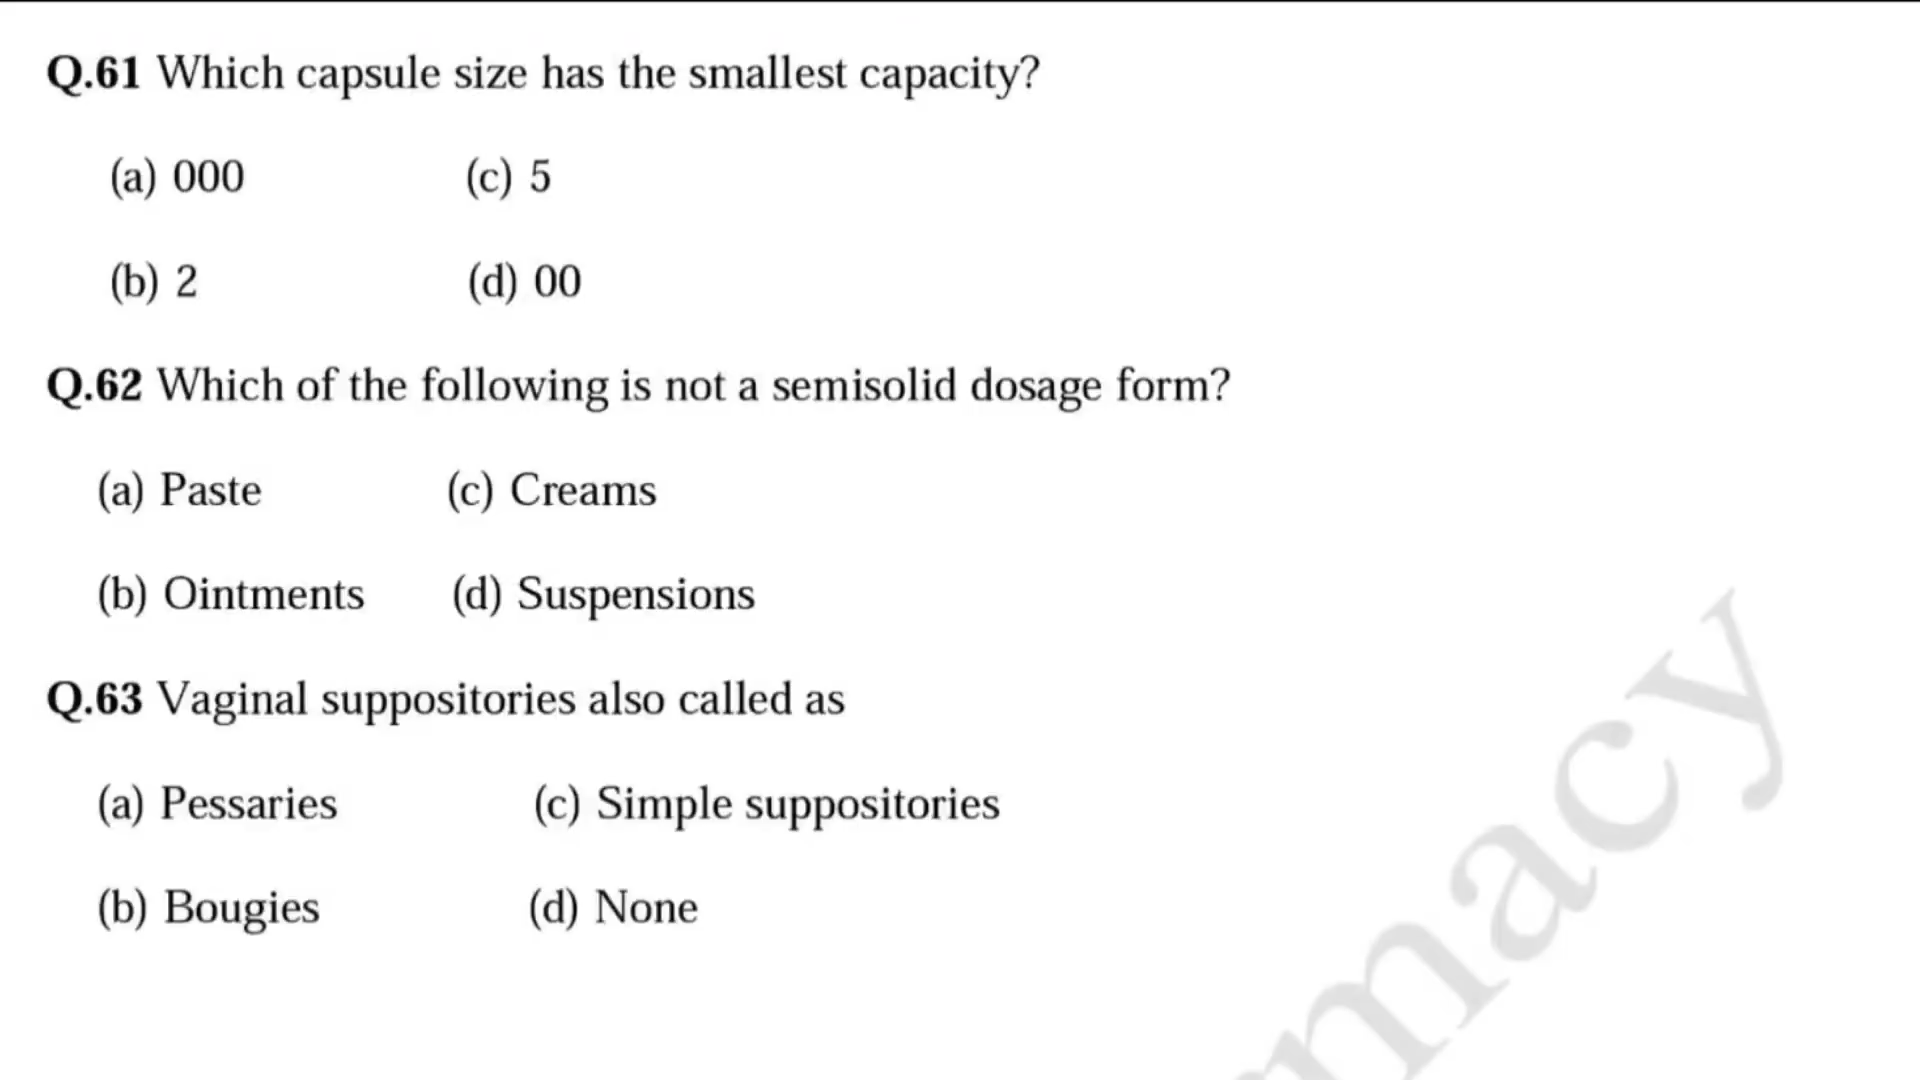 Q.61 Which capsule size has the smallest capacity?
(a) 000 (c) 5
(b) 2 (d) 00
Q.62 Which of the following is not a semisolid dosage form?
(a) Paste (c) Creams
(b) Ointments (d) Suspensions
Q.63 Vaginal suppositories also called as
(a) Pessaries (c) Simple suppositories
(b) Bougies (d) None
macy